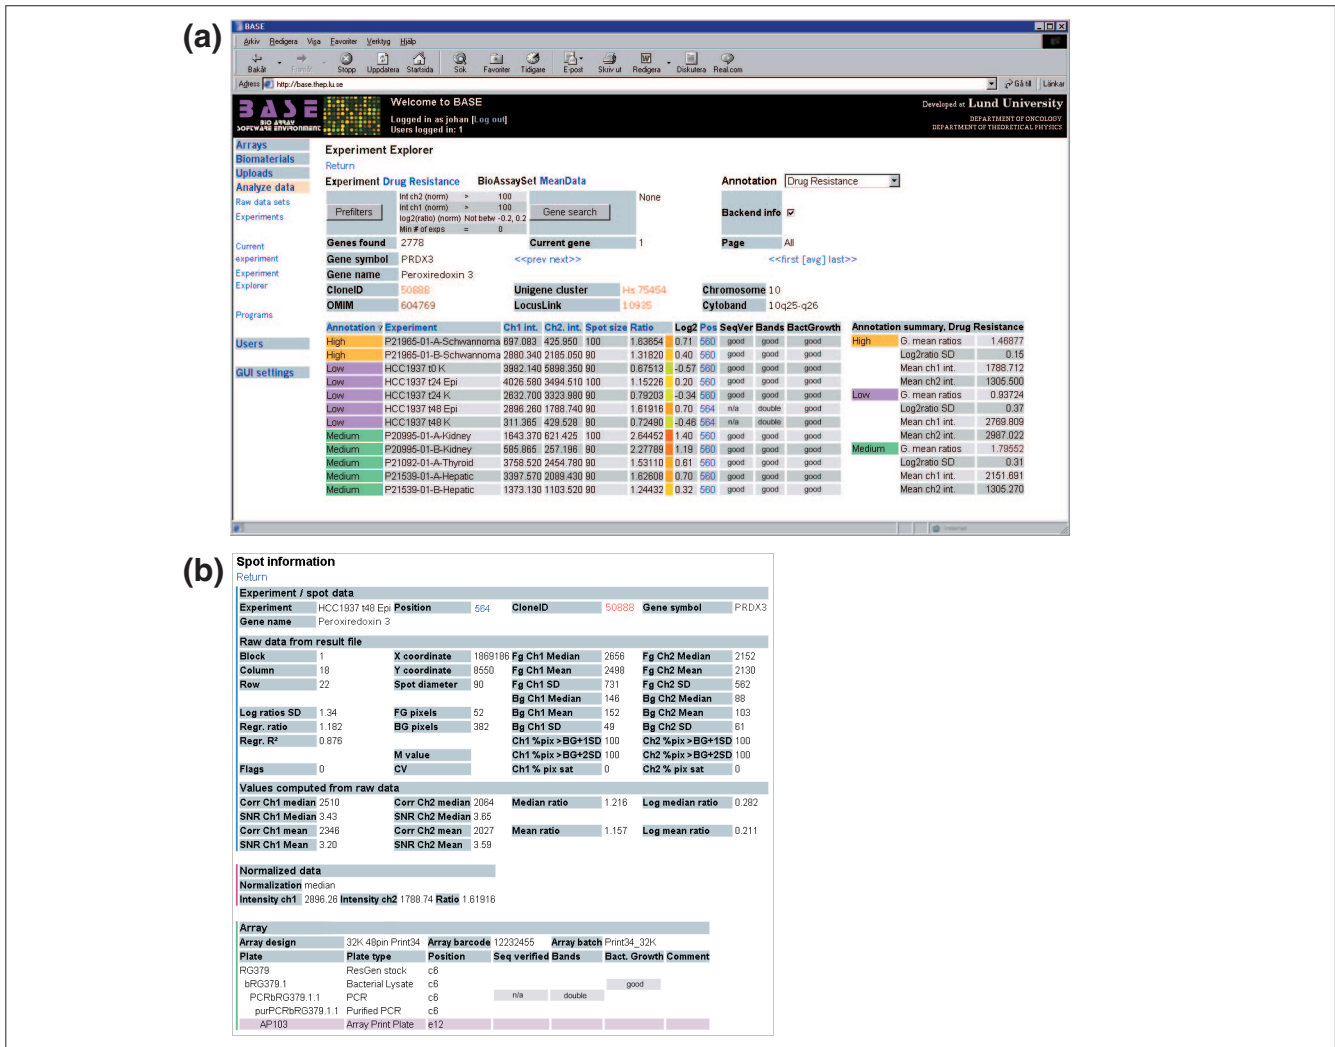 (a)
BASE
Arkiv Redigera Visa Favoriter Verktyg Hjälp
Bakåt Framåt Stopp Uppdatera Startsida Sök Favoriter Tidigare E-post Skriv ut Redigera Diskutera Real.com
Adress http://base.thep.lu.se Gå till Länkar
BASE
BIO ARRAY
SOFTWARE ENVIRONMENT
Welcome to BASE
Logged in as johan [Log out]
Users logged in: 1
Developed at Lund University
DEPARTMENT OF ONCOLOGY
DEPARTMENT OF THEORETICAL PHYSICS
Arrays
Biomaterials
Uploads
Analyze data
Raw data sets
Experiments
Current
experiment
Experiment
Explorer
Programs
Users
GUI settings
Experiment Explorer
Return
Experiment Drug Resistance BioAssaySet MeanData Annotation Drug Resistance
Prefilters
Int ch2 (norm) > 100
Int ch1 (norm) > 100
log2(ratio) (norm) Not betw -0.2, 0.2
Min # of exps = 0
Gene search None
Backend info
Genes found 2778 Current gene 1 Page All
Gene symbol PRDX3 <<prev next>> <<first [avg] last>>
Gene name Peroxiredoxin 3
CloneID 50888 Unigene cluster Hs.75454 Chromosome 10
OMIM 604769 LocusLink 10935 Cytoband 10q25-q26
Annotation Experiment Ch1 int. Ch2. int. Spot size Ratio Log2 Pos SeqVer Bands BactGrowth
High P21965-01-A-Schwannoma 697.083 425.950 100 1.63654 0.71 560 good good good
High P21965-01-B-Schwannoma 2880.340 2185.050 90 1.31820 0.40 560 good good good
Low HCC1937 t0 K 3982.140 5898.350 90 0.67513 -0.57 560 good good good
Low HCC1937 t24 Epi 4026.580 3494.510 100 1.15226 0.20 560 good good good
Low HCC1937 t24 K 2632.700 3323.980 90 0.79203 -0.34 560 good good good
Low HCC1937 t48 Epi 2896.260 1788.740 90 1.61916 0.70 564 n/a double good
Low HCC1937 t48 K 311.365 429.528 90 0.72490 -0.46 564 n/a double good
Medium P20995-01-A-Kidney 1643.370 621.425 100 2.64452 1.40 560 good good good
Medium P20995-01-B-Kidney 585.865 257.196 90 2.27789 1.19 560 good good good
Medium P21092-01-A-Thyroid 3758.520 2454.780 90 1.53110 0.61 560 good good good
Medium P21539-01-A-Hepatic 3397.570 2089.430 90 1.62608 0.70 560 good good good
Medium P21539-01-B-Hepatic 1373.130 1103.520 90 1.24432 0.32 560 good good good
Annotation summary, Drug Resistance
High G. mean ratios 1.46877
Log2ratio SD 0.15
Mean ch1 int. 1788.712
Mean ch2 int. 1305.500
Low G. mean ratios 0.93724
Log2ratio SD 0.37
Mean ch1 int. 2769.809
Mean ch2 int. 2987.022
Medium G. mean ratios 1.79552
Log2ratio SD 0.31
Mean ch1 int. 2151.691
Mean ch2 int. 1305.270
(b)
Spot information
Return
Experiment / spot data
Experiment HCC1937 t48 Epi Position 564 CloneID 50888 Gene symbol PRDX3
Gene name Peroxiredoxin 3
Raw data from result file
Block 1 X coordinate 1869186 Fg Ch1 Median 2656 Fg Ch2 Median 2152
Column 18 Y coordinate 8550 Fg Ch1 Mean 2498 Fg Ch2 Mean 2130
Row 22 Spot diameter 90 Fg Ch1 SD 731 Fg Ch2 SD 562
Bg Ch1 Median 146 Bg Ch2 Median 88
Log ratios SD 1.34 FG pixels 52 Bg Ch1 Mean 152 Bg Ch2 Mean 103
Regr. ratio 1.182 BG pixels 382 Bg Ch1 SD 49 Bg Ch2 SD 61
Regr. R² 0.876 Ch1 %pix >BG+1SD 100 Ch2 %pix >BG+1SD 100
M value Ch1 %pix >BG+2SD 100 Ch2 %pix >BG+2SD 100
Flags 0 CV Ch1 % pix sat 0 Ch2 % pix sat 0
Values computed from raw data
Corr Ch1 median 2510 Corr Ch2 median 2064 Median ratio 1.216 Log median ratio 0.282
SNR Ch1 Median 3.43 SNR Ch2 Median 3.65
Corr Ch1 mean 2346 Corr Ch2 mean 2027 Mean ratio 1.157 Log mean ratio 0.211
SNR Ch1 Mean 3.20 SNR Ch2 Mean 3.59
Normalized data
Normalization median
Intensity ch1 2896.26 Intensity ch2 1788.74 Ratio 1.61916
Array
Array design 32K 48pin Print34 Array barcode 12232455 Array batch Print34_32K
Plate Plate type Position Seq verified Bands Bact. Growth Comment
RG379 ResGen stock c6
bRG379.1 Bacterial Lysate c6 good
PCRbRG379.1.1 PCR c6 n/a double
purPCRbRG379.1.1 Purified PCR c6
AP103 Array Print Plate e12